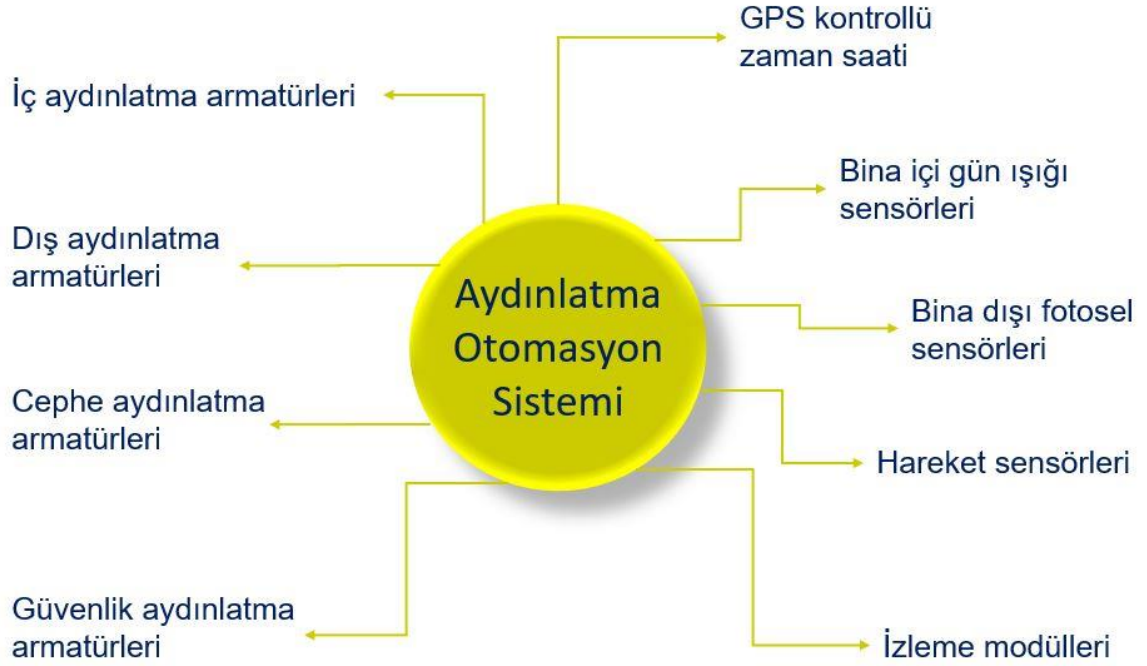 GPS kontrollü
zaman saati
İç aydınlatma armatürleri
Bina içi gün ışığı
sensörleri
Dış aydınlatma
armatürleri
Aydınlatma
Otomasyon
Sistemi
Bina dışı fotosel
sensörleri
Cephe aydınlatma
armatürleri
Hareket sensörleri
Güvenlik aydınlatma
armatürleri
İzleme modülleri